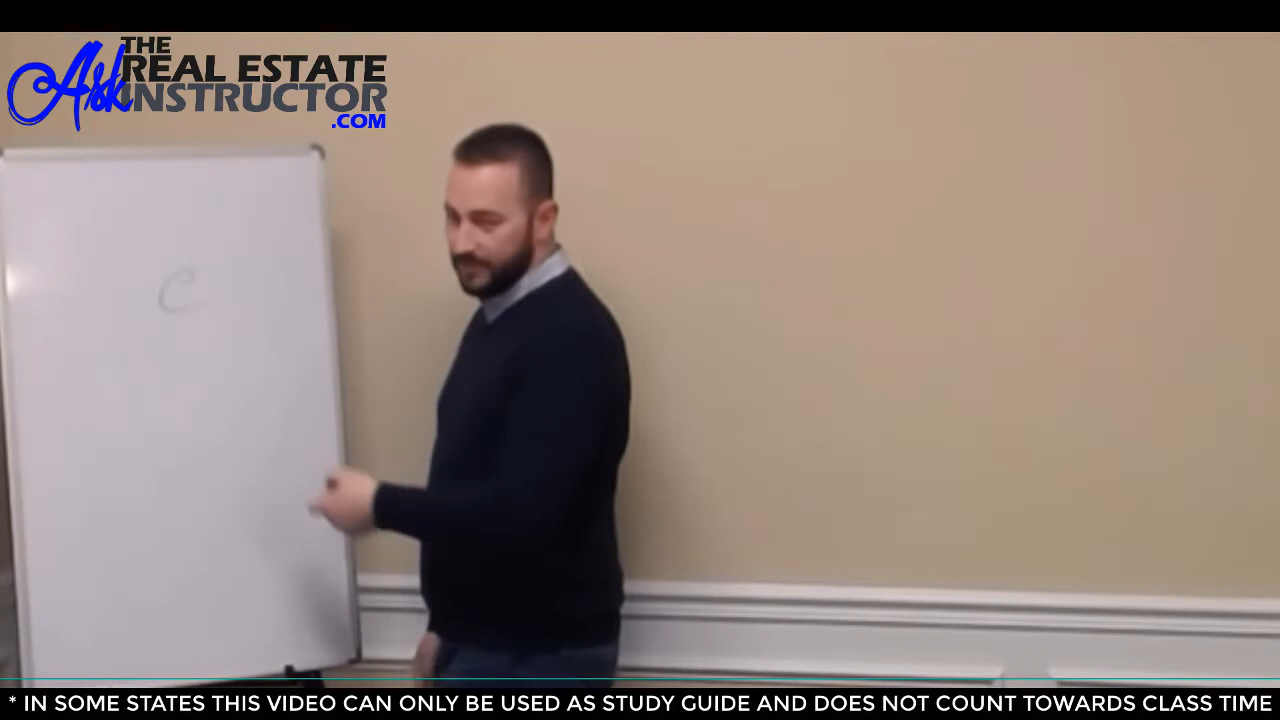 Ask THE
REAL ESTATE
INSTRUCTOR
.COM
C
* IN SOME STATES THIS VIDEO CAN ONLY BE USED AS STUDY GUIDE AND DOES NOT COUNT TOWARDS CLASS TIME